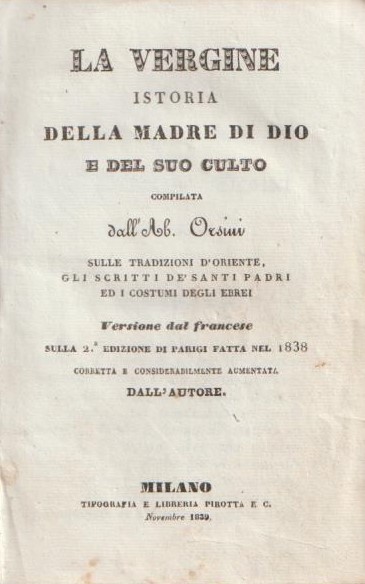 LA VERGINE
ISTORIA
DELLA MADRE DI DIO
E DEL SUO CULTO
COMPILATA
dall'Ab. Orsini
SULLE TRADIZIONI D'ORIENTE,
GLI SCRITTI DE' SANTI PADRI
ED I COSTUMI DEGLI EBREI
Versione dal francese
SULLA 2.ª EDIZIONE DI PARIGI FATTA NEL 1838
CORRETTA E CONSIDERABILMENTE AUMENTATA
DALL'AUTORE.
MILANO
TIPOGRAFIA E LIBRERIA PIROTTA E C.
Novembre 1839.